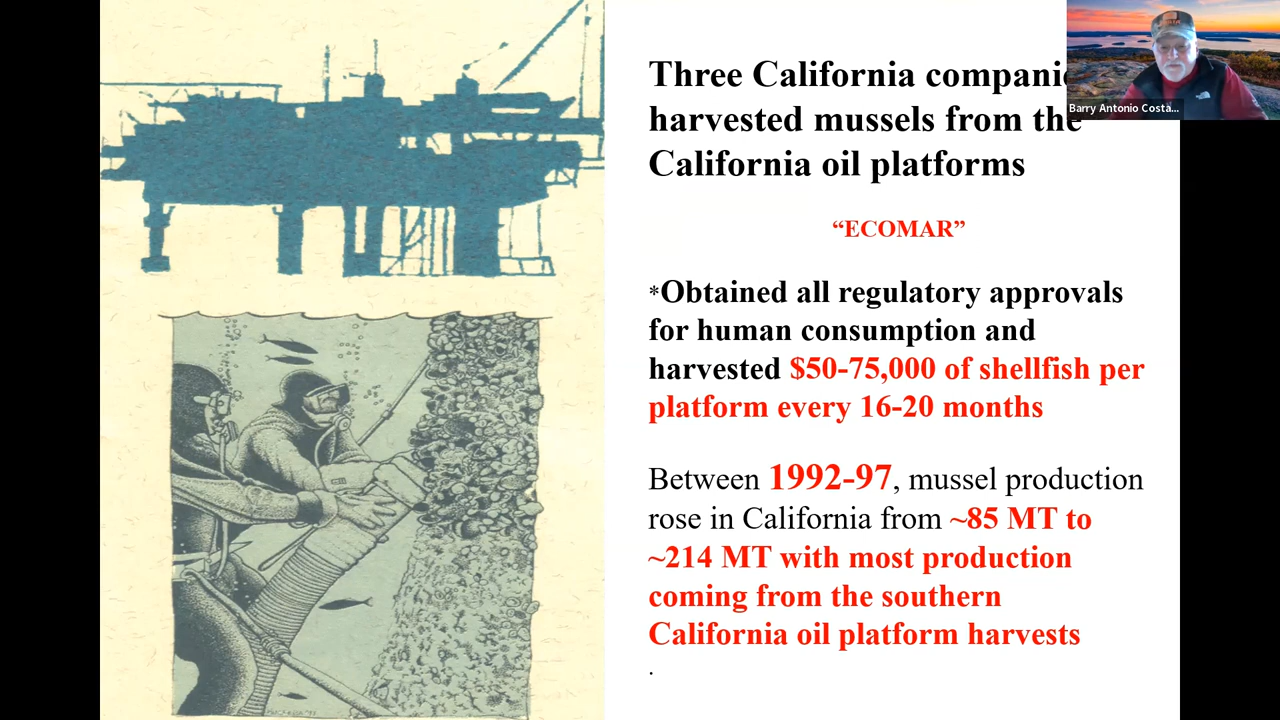 Three California compani
harvested mussels from the
California oil platforms
“ECOMAR”
*Obtained all regulatory approvals
for human consumption and
harvested $50-75,000 of shellfish per
platform every 16-20 months
Between 1992-97, mussel production
rose in California from ~85 MT to
~214 MT with most production
coming from the southern
California oil platform harvests
.
Barry Antonio Costa...